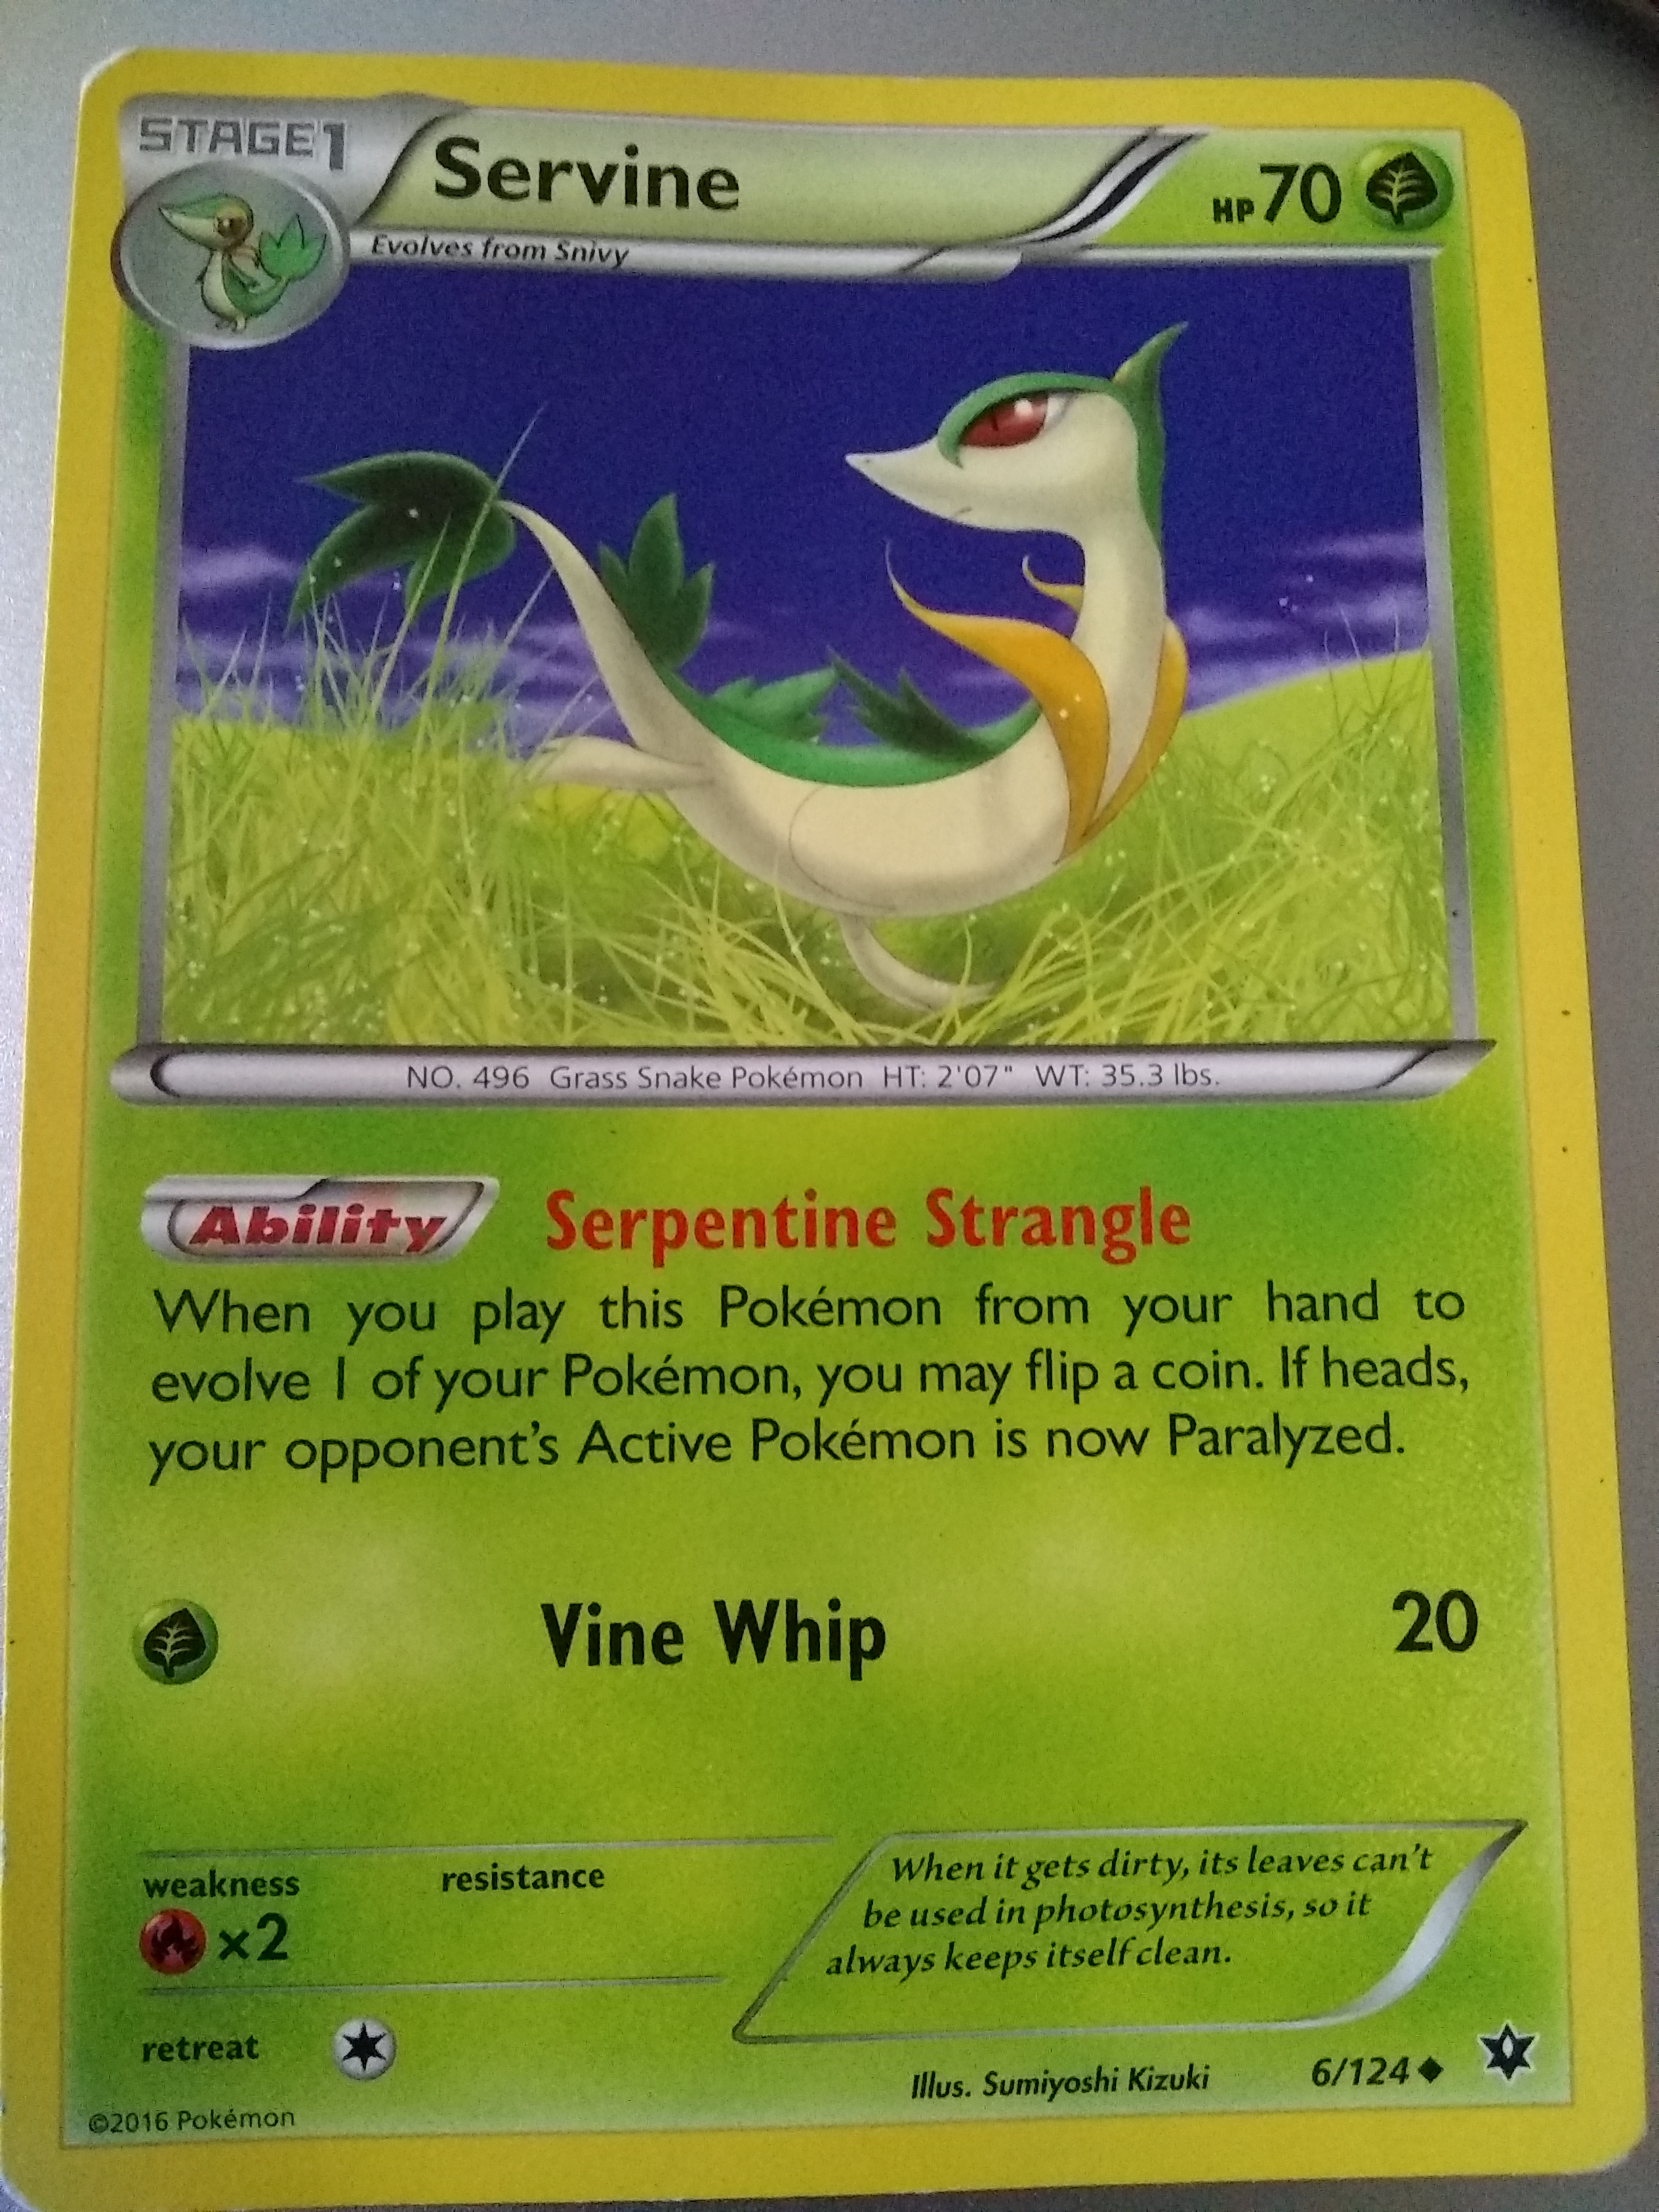 STAGE1
Servine
HP70
Evolves from Snivy
NO. 496 Grass Snake Pokémon HT: 2'07" WT: 35.3 lbs.
Ability Serpentine Strangle
When you play this Pokémon from your hand to
evolve 1 of your Pokémon, you may flip a coin. If heads,
your opponent's Active Pokémon is now Paralyzed.
Vine Whip 20
weakness resistance
×2
retreat
When it gets dirty, its leaves can't
be used in photosynthesis, so it
always keeps itself clean.
Illus. Sumiyoshi Kizuki 6/124
©2016 Pokémon